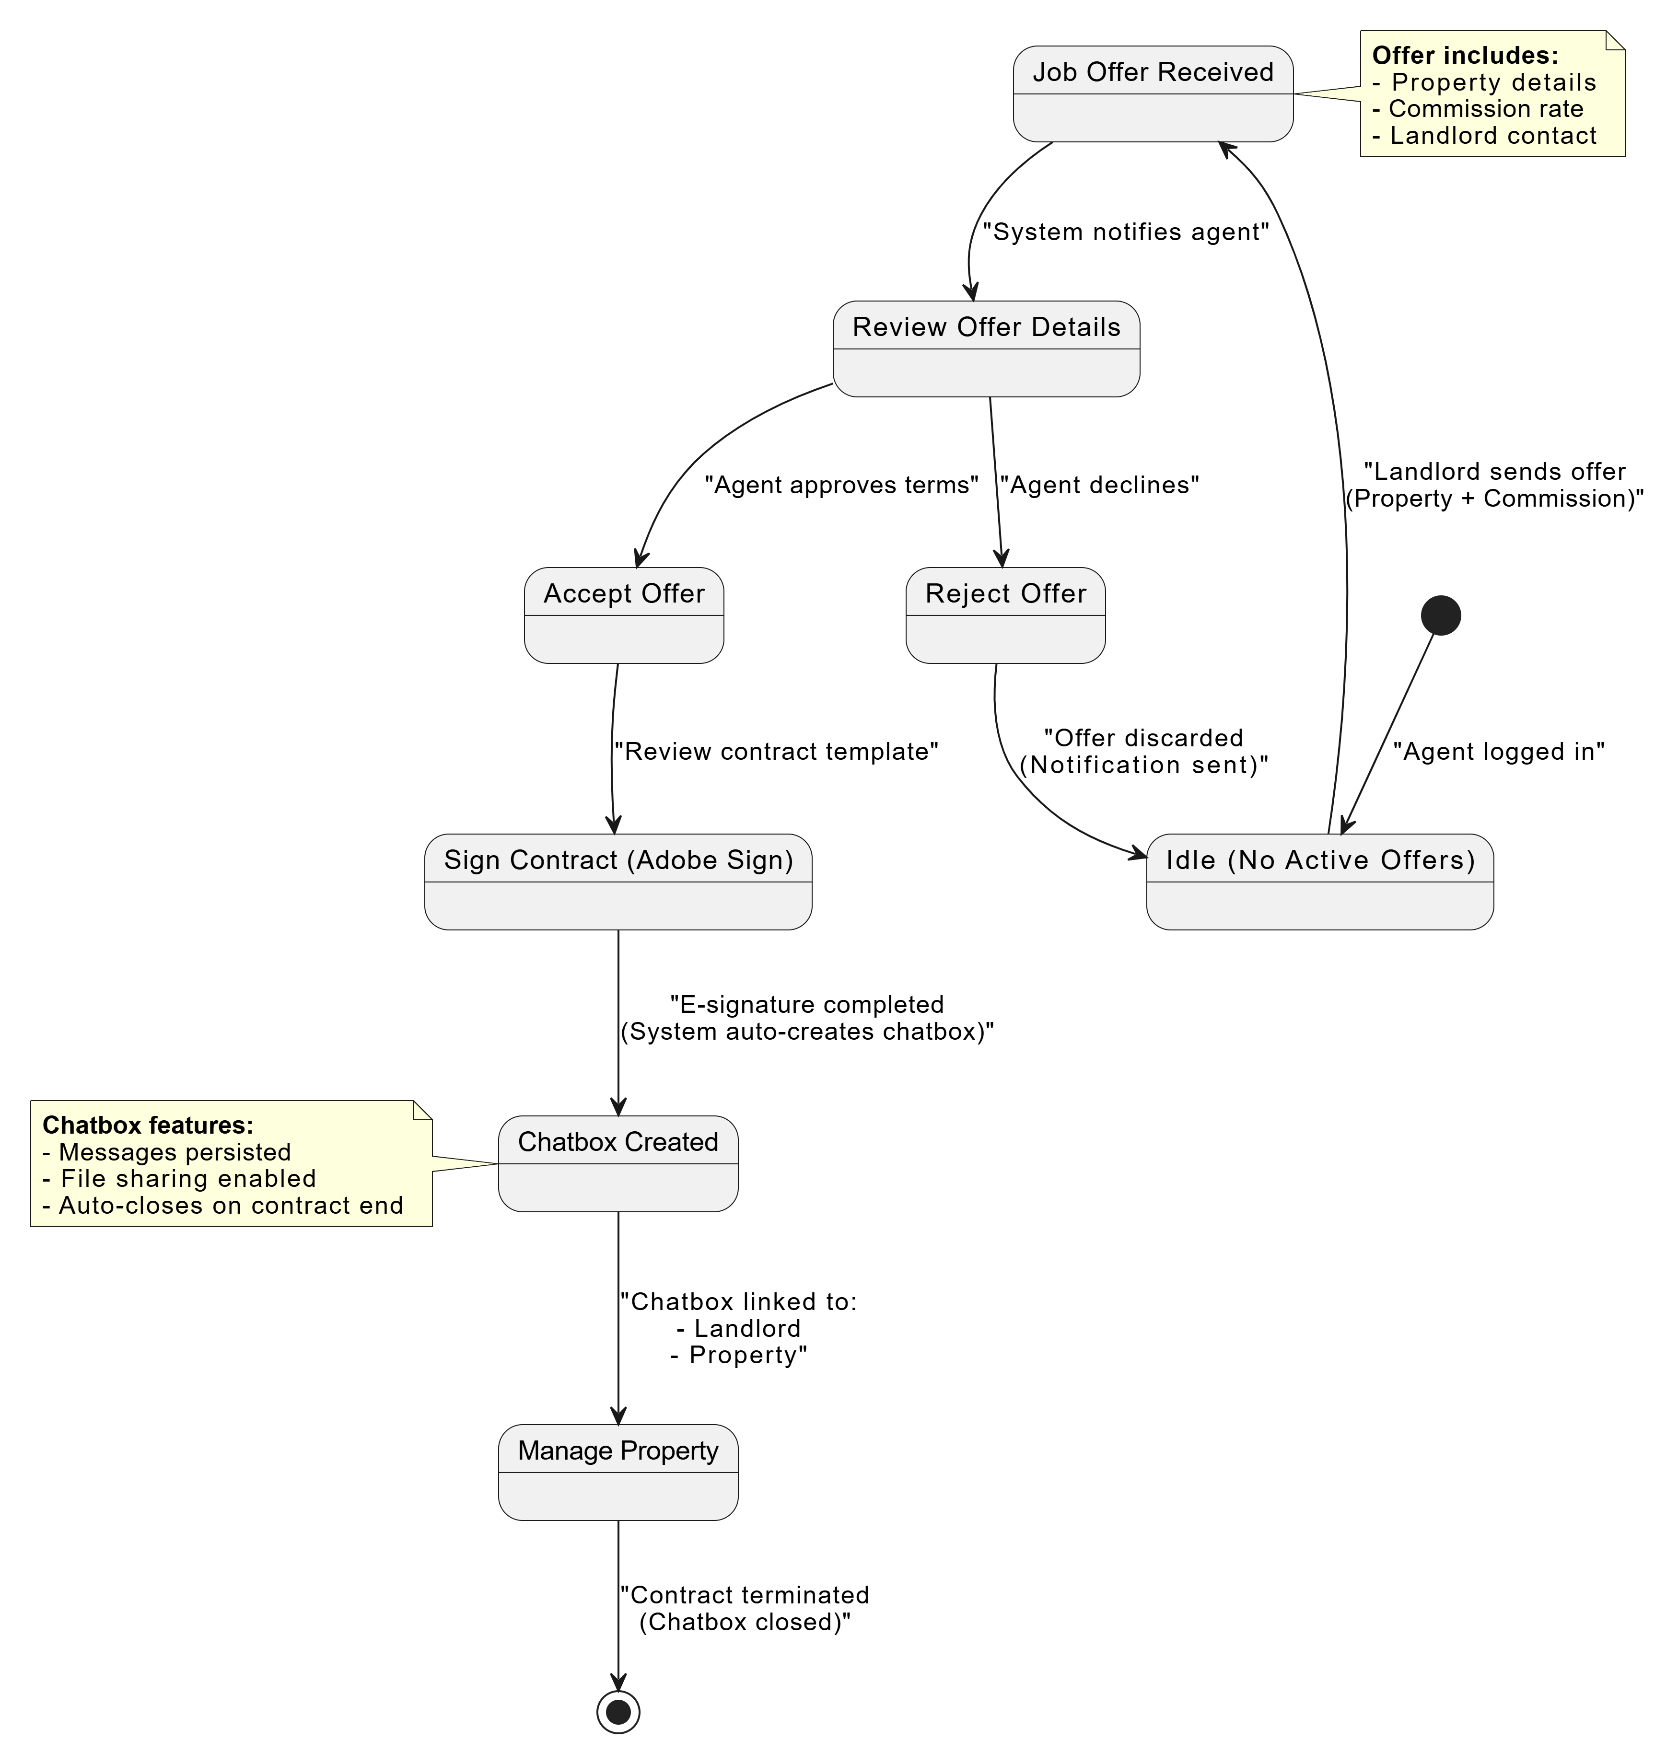 Job Offer Received
Offer includes:
- Property details
- Commission rate
- Landlord contact
"System notifies agent"
Review Offer Details
"Agent approves terms"
"Agent declines"
"Landlord sends offer
(Property + Commission)"
Accept Offer
Reject Offer
"Review contract template"
"Offer discarded
(Notification sent)"
"Agent logged in"
Sign Contract (Adobe Sign)
Idle (No Active Offers)
"E-signature completed
(System auto-creates chatbox)"
Chatbox features:
- Messages persisted
- File sharing enabled
- Auto-closes on contract end
Chatbox Created
"Chatbox linked to:
- Landlord
- Property"
Manage Property
"Contract terminated
(Chatbox closed)"